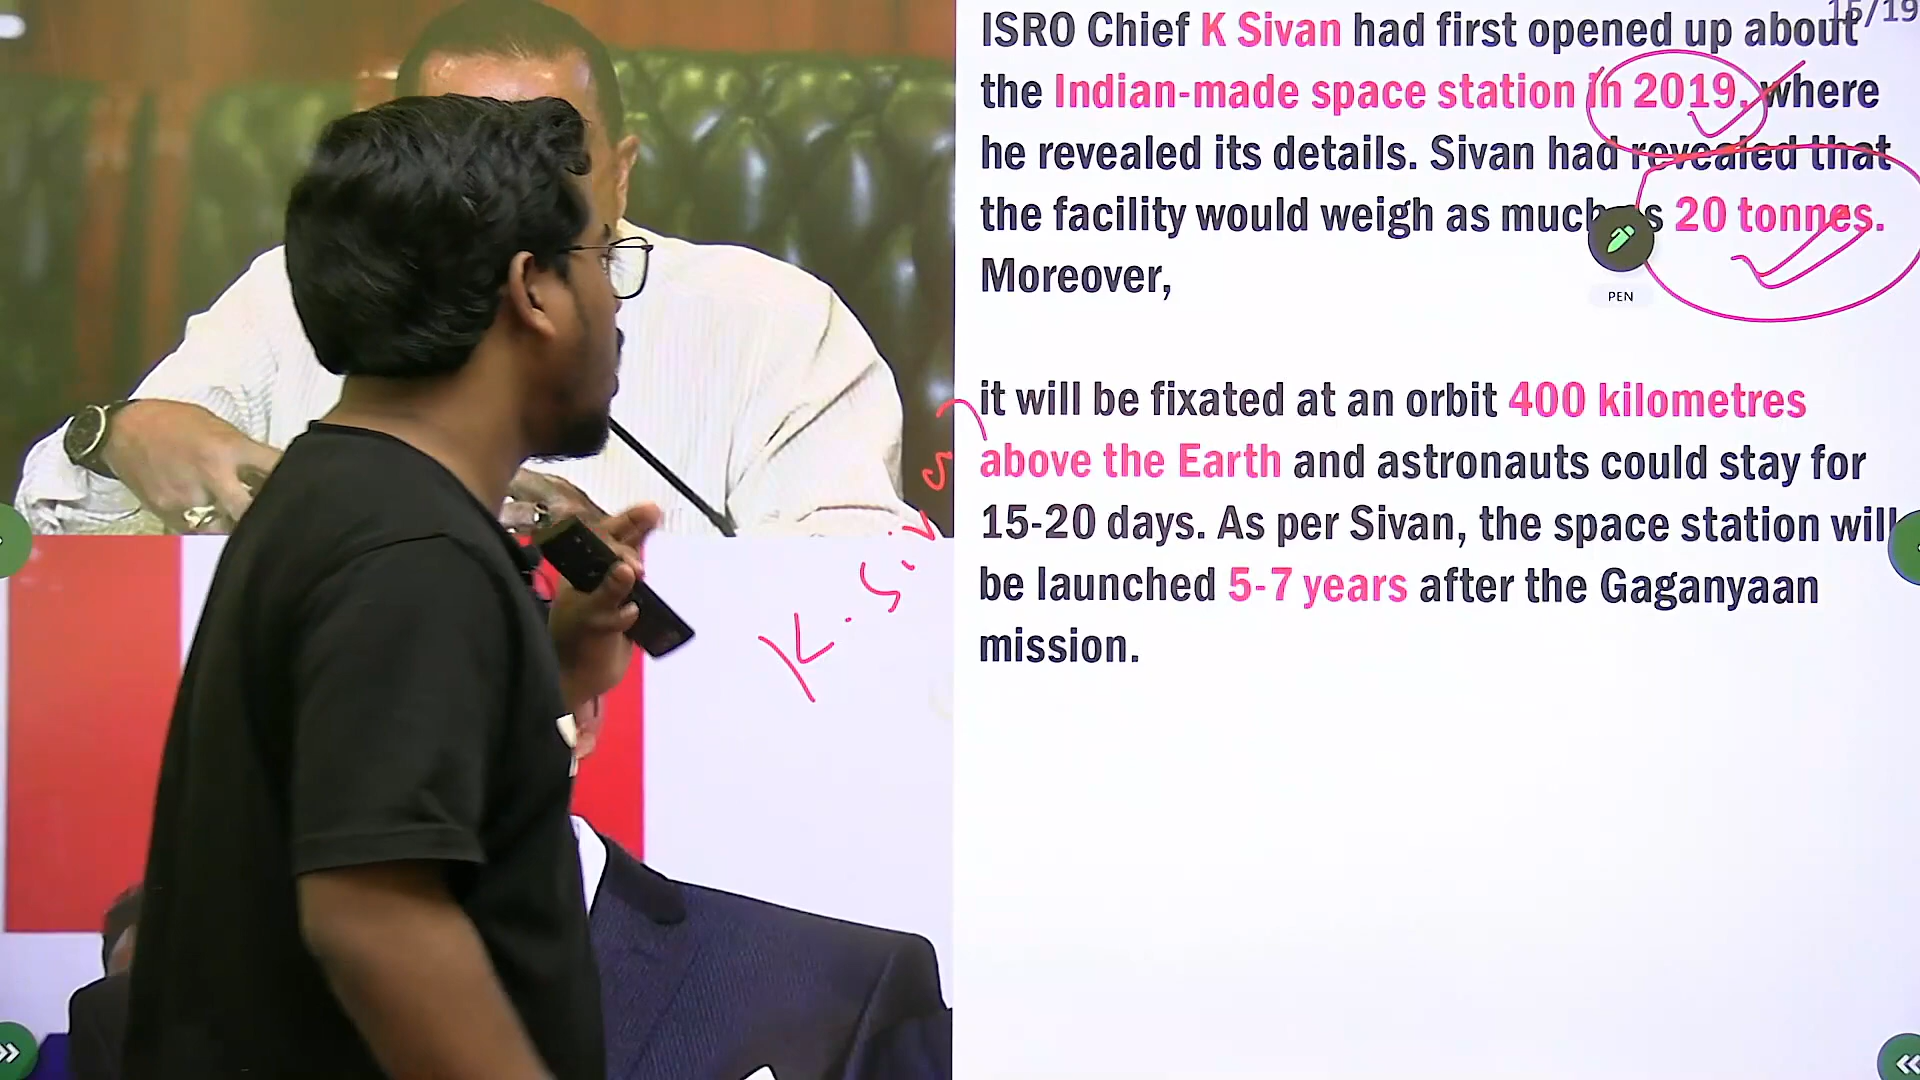 15/19
ISRO Chief K Sivan had first opened up about
the Indian-made space station in 2019, where
he revealed its details. Sivan had revealed that
the facility would weigh as much as 20 tonnes.
Moreover,
PEN
it will be fixated at an orbit 400 kilometres
above the Earth and astronauts could stay for
15-20 days. As per Sivan, the space station will
be launched 5-7 years after the Gaganyaan
mission.
K. Siv